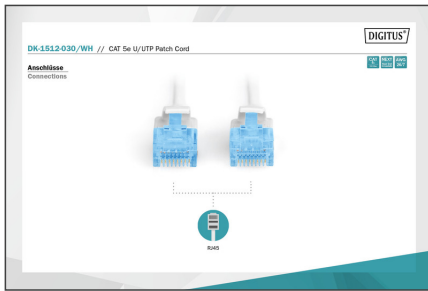 DIGITUS®
DK-1512-030/WH // CAT 5e U/UTP Patch Cord
Anschlüsse
Connections
RJ45